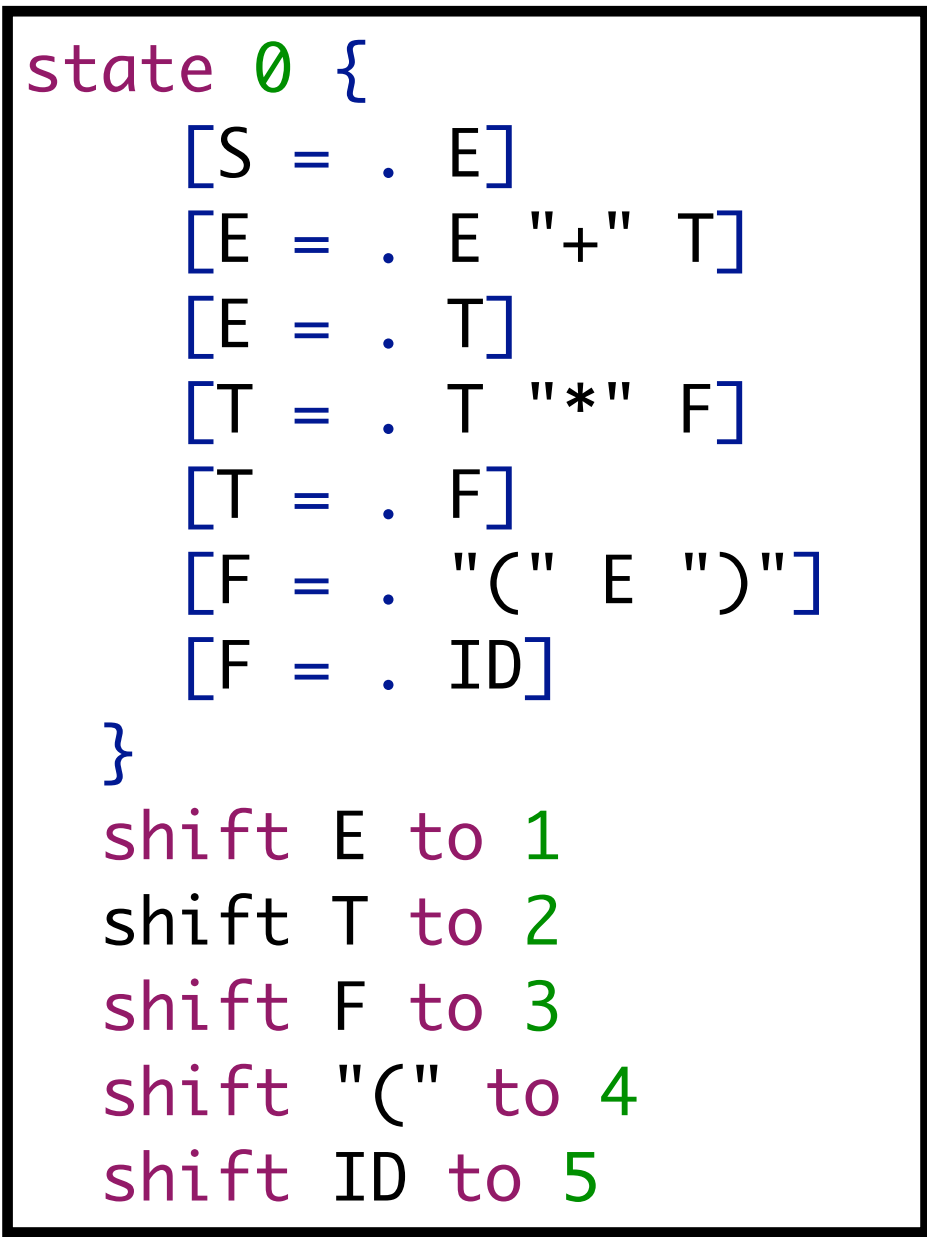 state 0 {
[S = . E]
[E = . E "+" T]
[E = . T]
[T = . T "*" F]
[T = . F]
[F = . "(" E ")"]
[F = . ID]
}
shift E to 1
shift T to 2
shift F to 3
shift "(" to 4
shift ID to 5